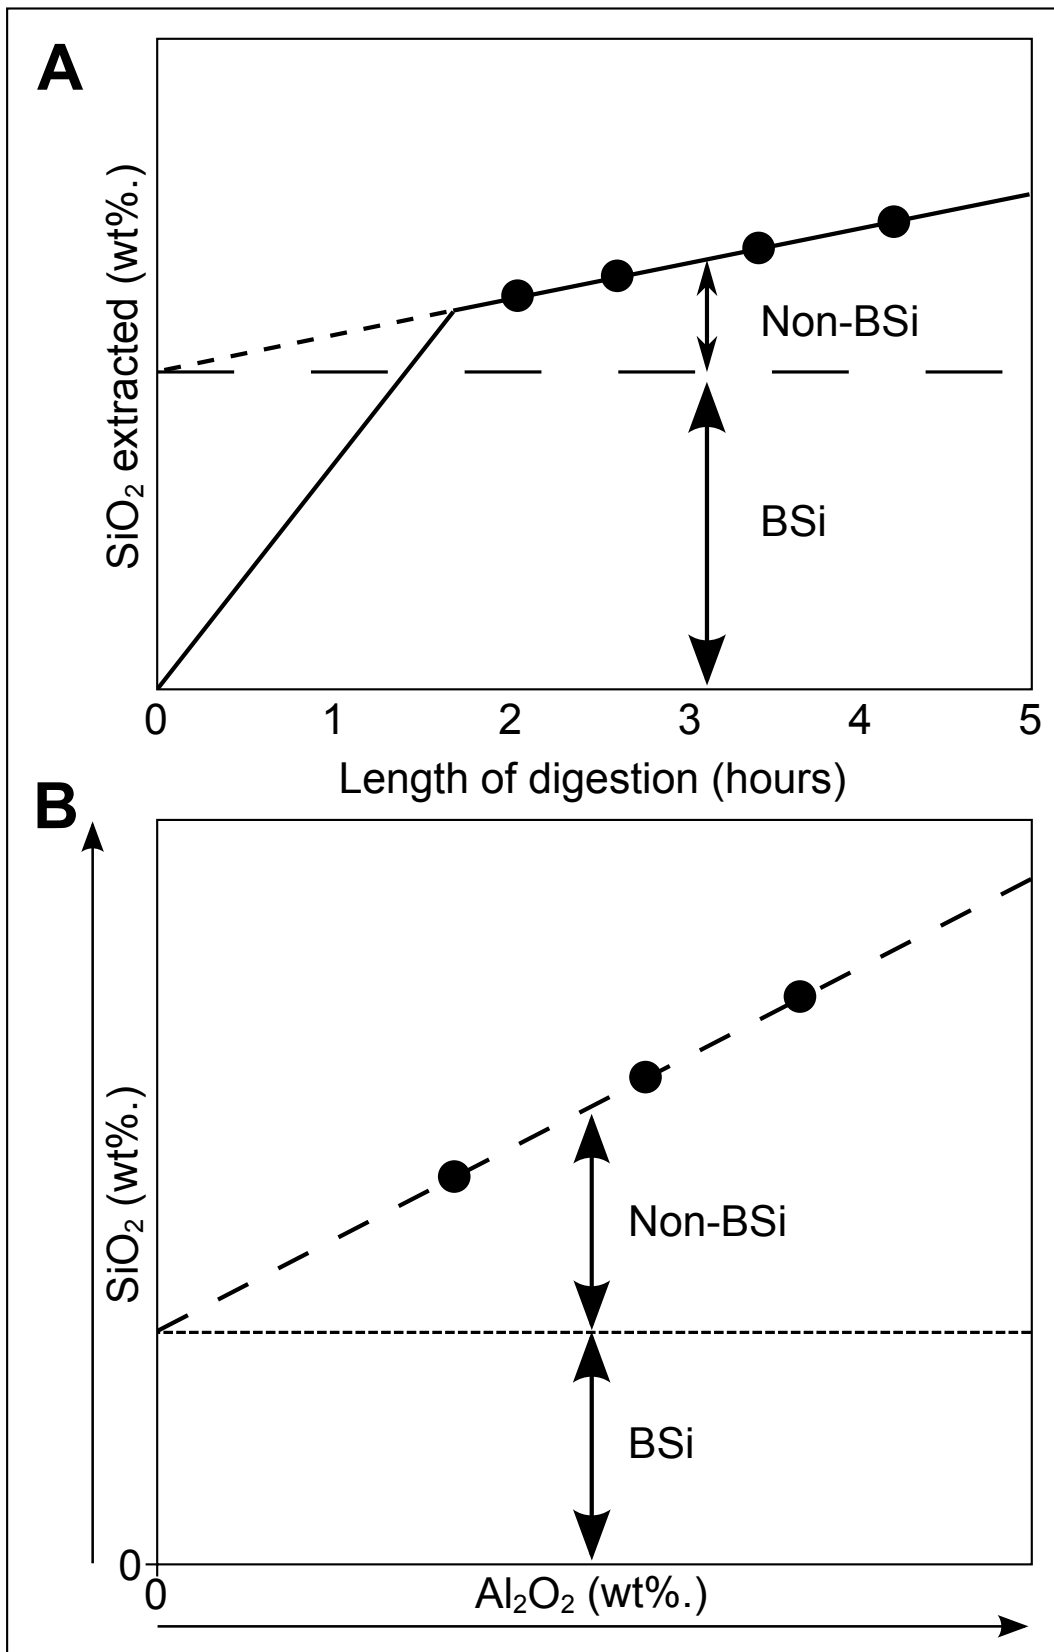 A
SiO₂ extracted (wt%.)
Non-BSi
BSi
0 1 2 3 4 5
Length of digestion (hours)
B
SiO₂ (wt%.)
Non-BSi
BSi
0
0
Al₂O₂ (wt%.)